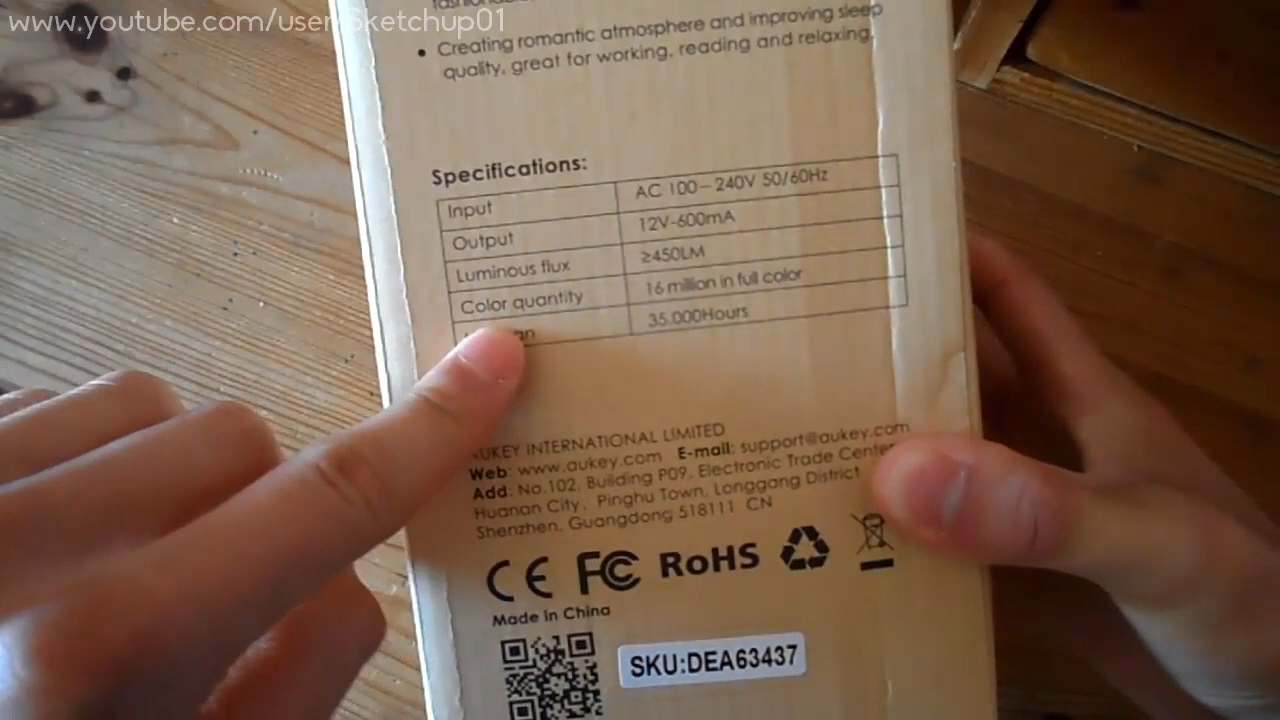 www.youtube.com/user/Sketchup01
• Creating romantic atmosphere and improving sleep
quality, great for working, reading and relaxing.
Specifications:
Input AC 100-240V 50/60Hz
Output 12V-600mA
Luminous flux ≥450LM
Color quantity 16 million in full color
35.000Hours
AUKEY INTERNATIONAL LIMITED
Web: www.aukey.com E-mail: support@aukey.com
Add: No.102, Building P09, Electronic Trade Center,
Huanan City, Pinghu Town, Longgang District
Shenzhen, Guangdong 518111 CN
CE FC RoHS
Made in China
SKU:DEA63437